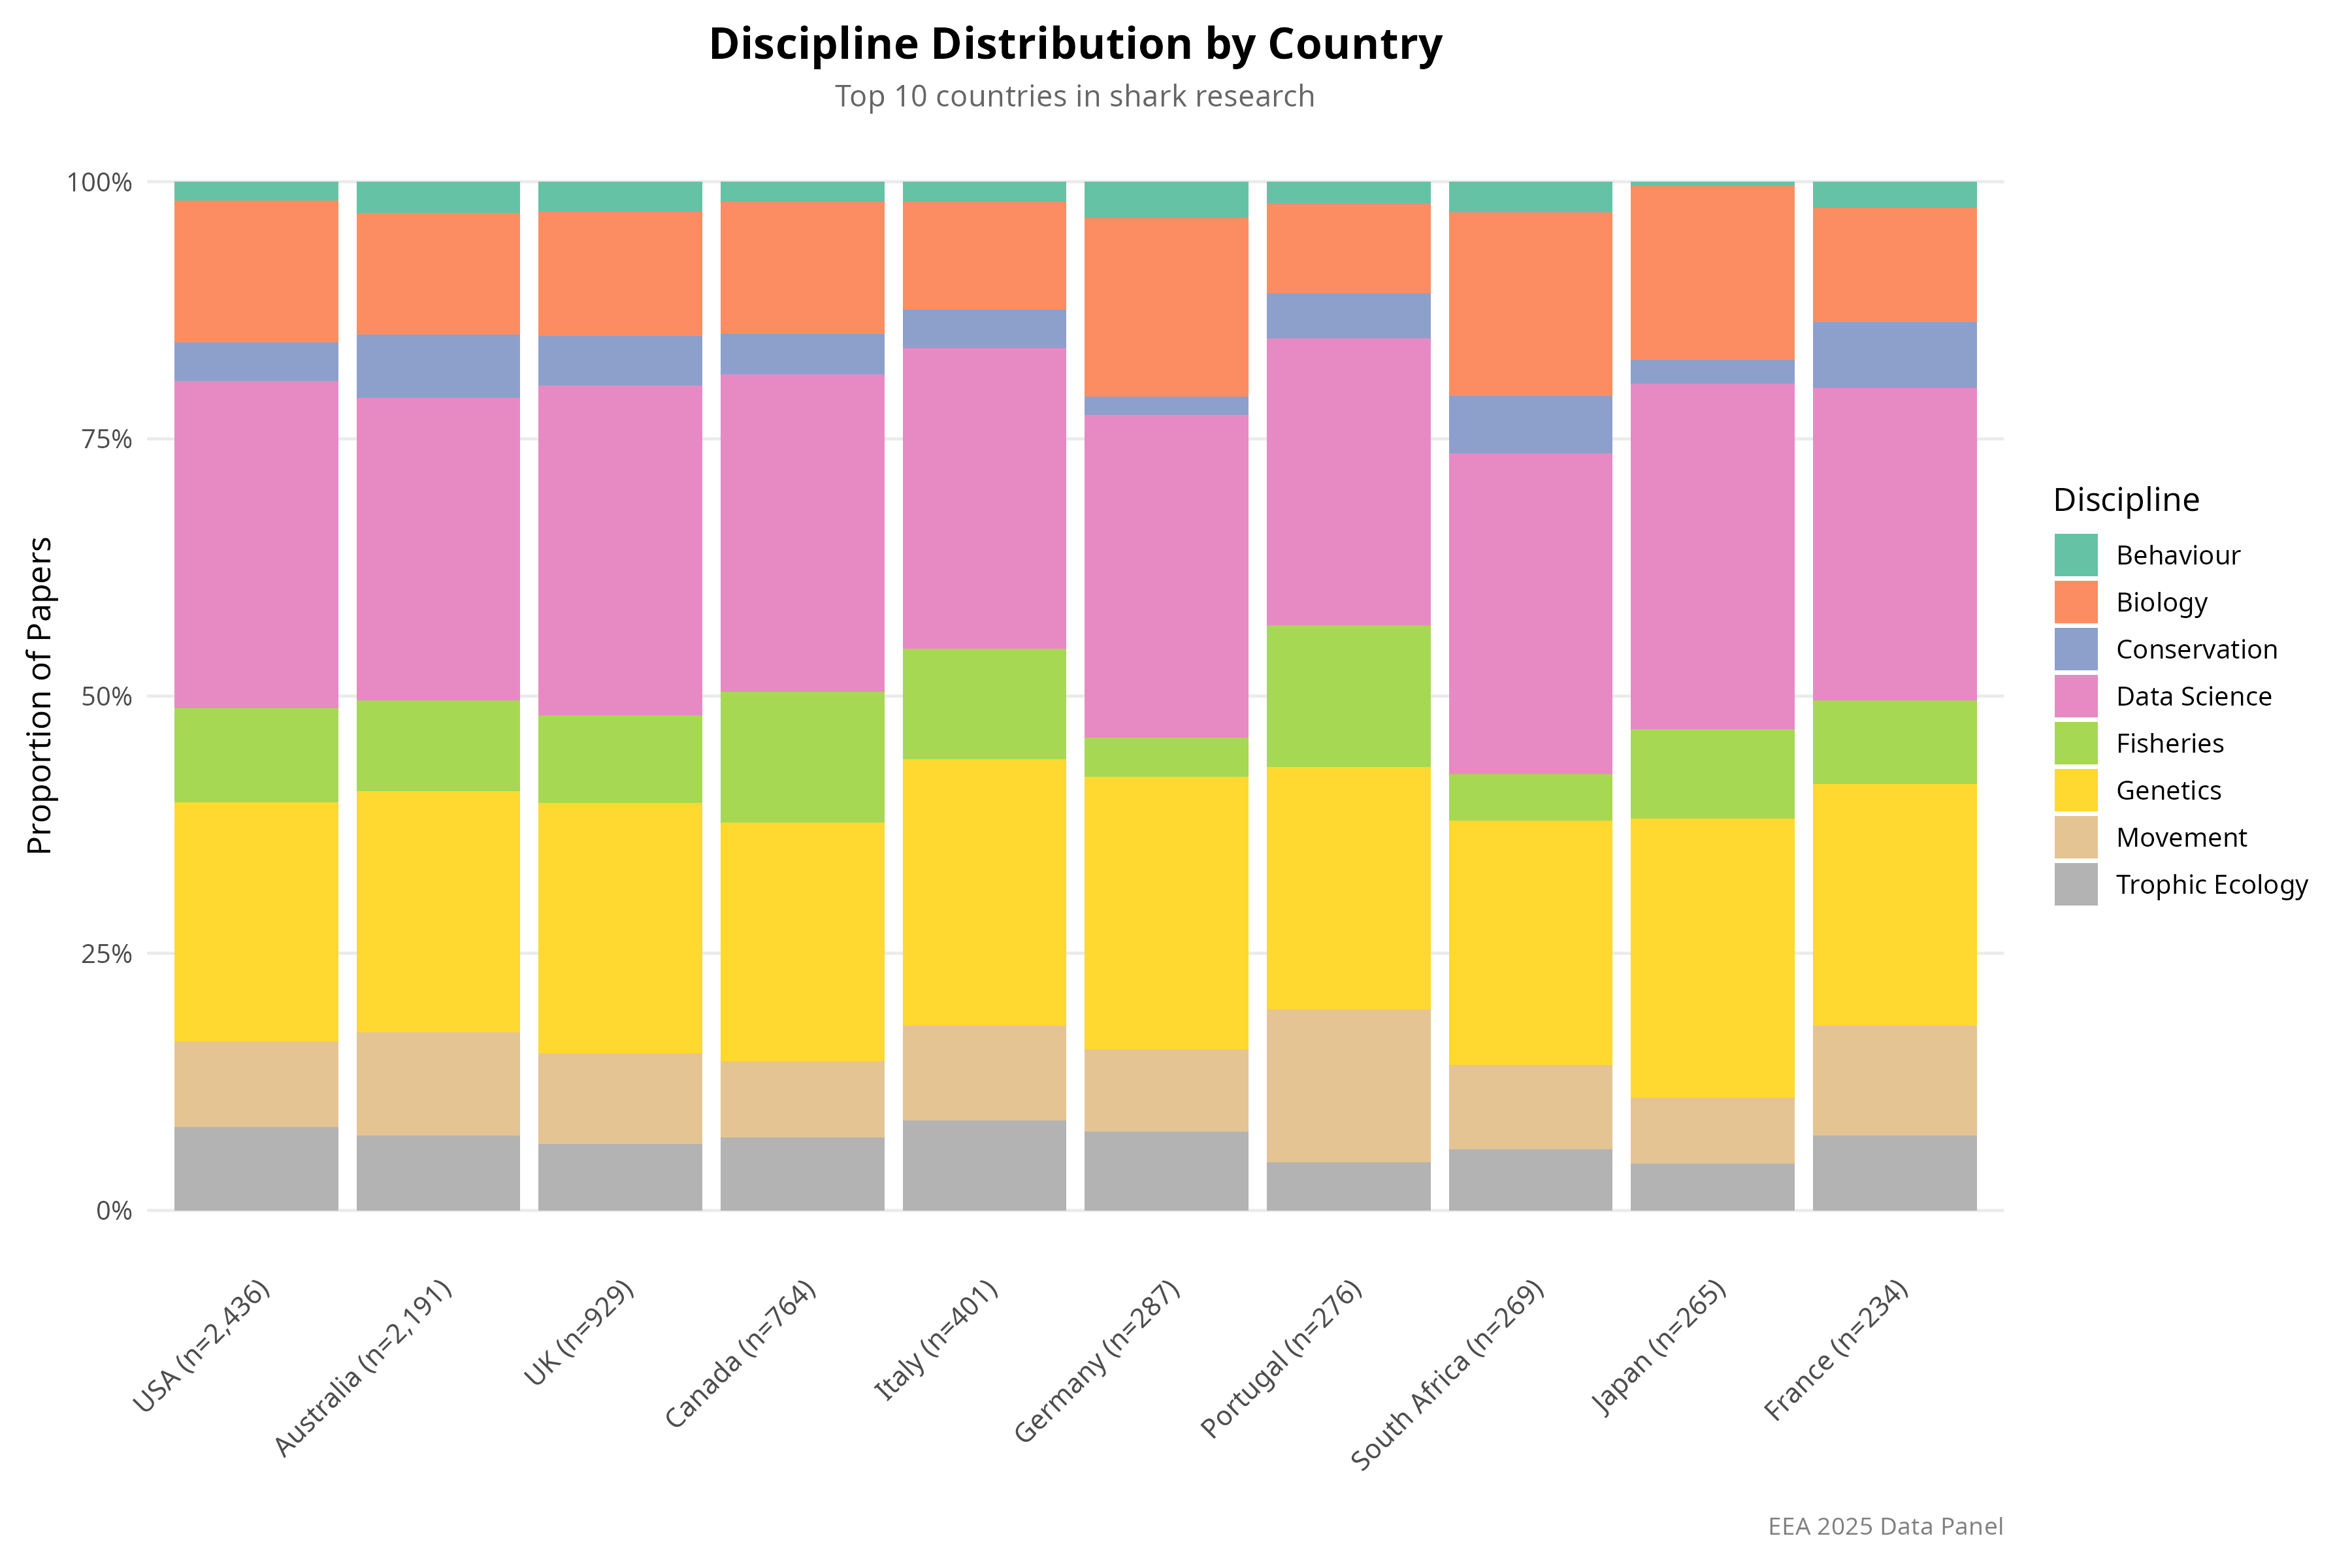 Discipline Distribution by Country
Top 10 countries in shark research
Proportion of Papers
100%
75%
50%
25%
0%
USA (n=2,436)
Australia (n=2,191)
UK (n=929)
Canada (n=764)
Italy (n=401)
Germany (n=287)
Portugal (n=276)
South Africa (n=269)
Japan (n=265)
France (n=234)
Discipline
Behaviour
Biology
Conservation
Data Science
Fisheries
Genetics
Movement
Trophic Ecology
EEA 2025 Data Panel